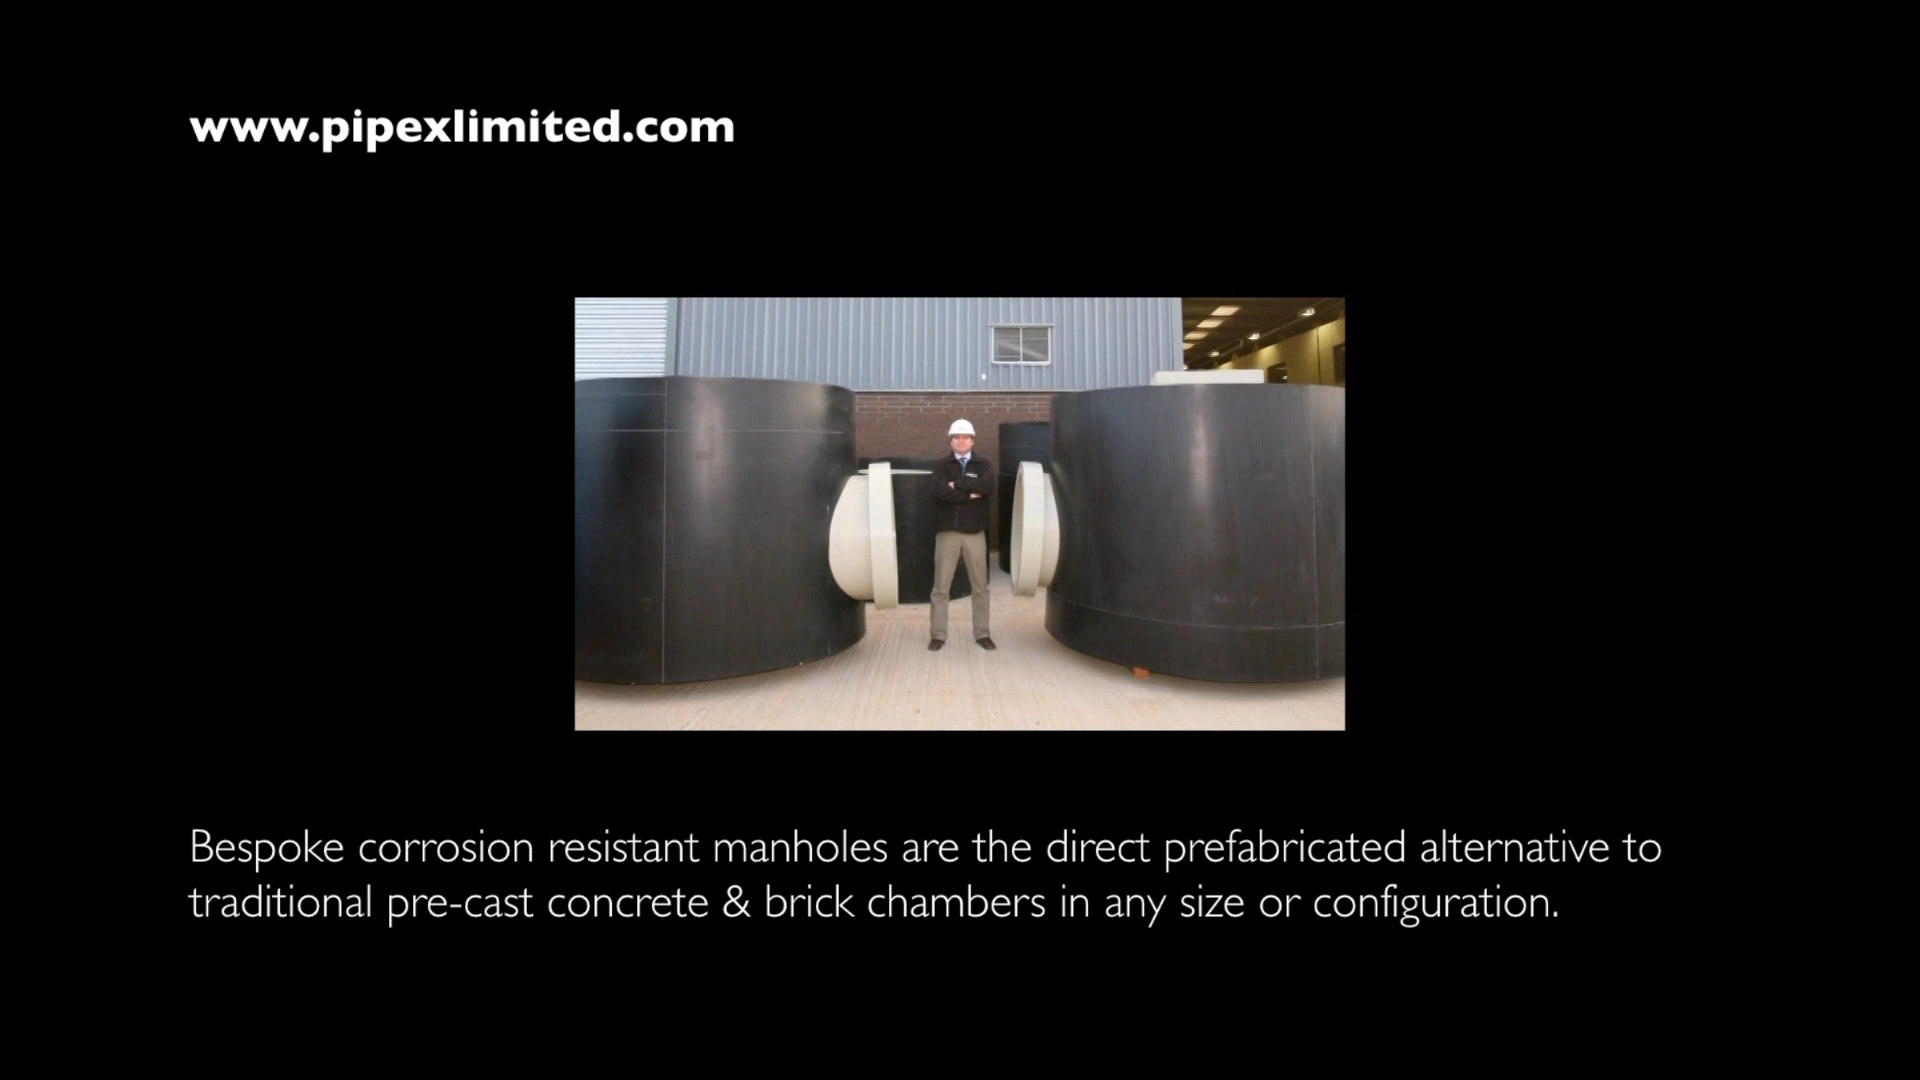 www.pipexlimited.com
Bespoke corrosion resistant manholes are the direct prefabricated alternative to
traditional pre-cast concrete & brick chambers in any size or configuration.